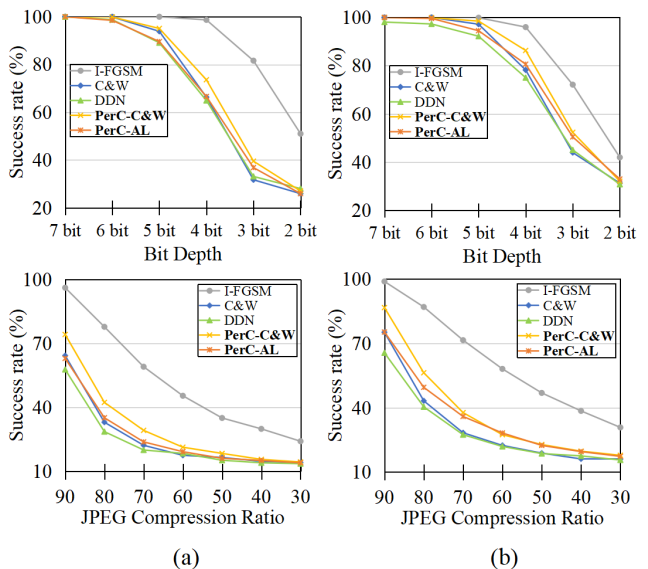 100
80
60
40
20
Success rate (%)
I-FGSM
C&W
DDN
PerC-C&W
PerC-AL
7 bit 6 bit 5 bit 4 bit 3 bit 2 bit
Bit Depth
100
80
60
40
20
Success rate (%)
I-FGSM
C&W
DDN
PerC-C&W
PerC-AL
7 bit 6 bit 5 bit 4 bit 3 bit 2 bit
Bit Depth
100
70
40
10
Success rate (%)
I-FGSM
C&W
DDN
PerC-C&W
PerC-AL
90 80 70 60 50 40 30
JPEG Compression Ratio
100
70
40
10
Success rate (%)
I-FGSM
C&W
DDN
PerC-C&W
PerC-AL
90 80 70 60 50 40 30
JPEG Compression Ratio
(a)
(b)